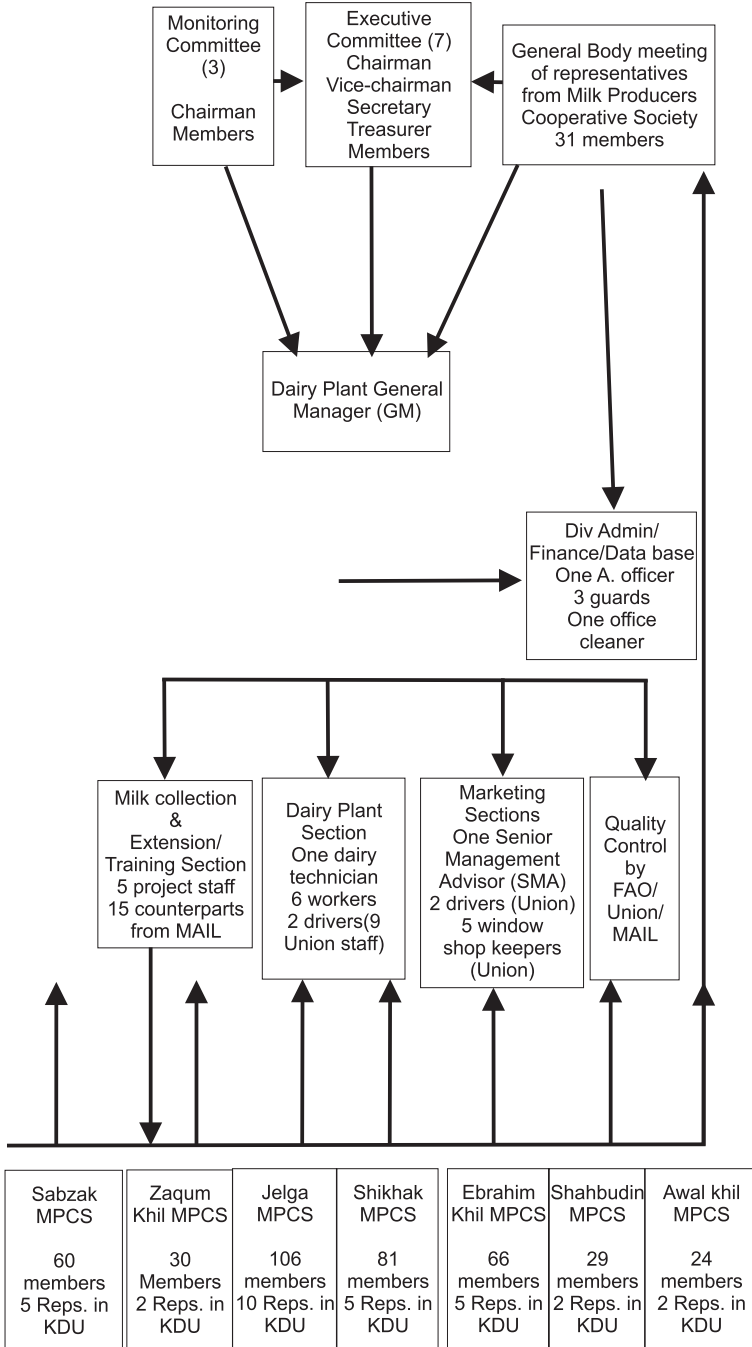 Monitoring
Committee
(3)
Chairman
Members
Executive
Committee (7)
Chairman
Vice-chairman
Secretary
Treasurer
Members
General Body meeting
of representatives
from Milk Producers
Cooperative Society
31 members
Dairy Plant General
Manager (GM)
Div Admin/
Finance/Data base
One A. officer
3 guards
One office
cleaner
Milk collection
&
Extension/
Training Section
5 project staff
15 counterparts
from MAIL
Dairy Plant
Section
One dairy
technician
6 workers
2 drivers(9
Union staff)
Marketing
Sections
One Senior
Management
Advisor (SMA)
2 drivers (Union)
5 window
shop keepers
(Union)
Quality
Control
by
FAO/
Union/
MAIL
Sabzak
MPCS
60
members
5 Reps. in
KDU
Zaqum
Khil MPCS
30
Members
2 Reps. in
KDU
Jelga
MPCS
106
members
10 Reps. in
KDU
Shikhak
MPCS
81
members
5 Reps. in
KDU
Ebrahim
Khil MPCS
66
members
5 Reps. in
KDU
Shahbudin
MPCS
29
members
2 Reps. in
KDU
Awal khil
MPCS
24
members
2 Reps. in
KDU